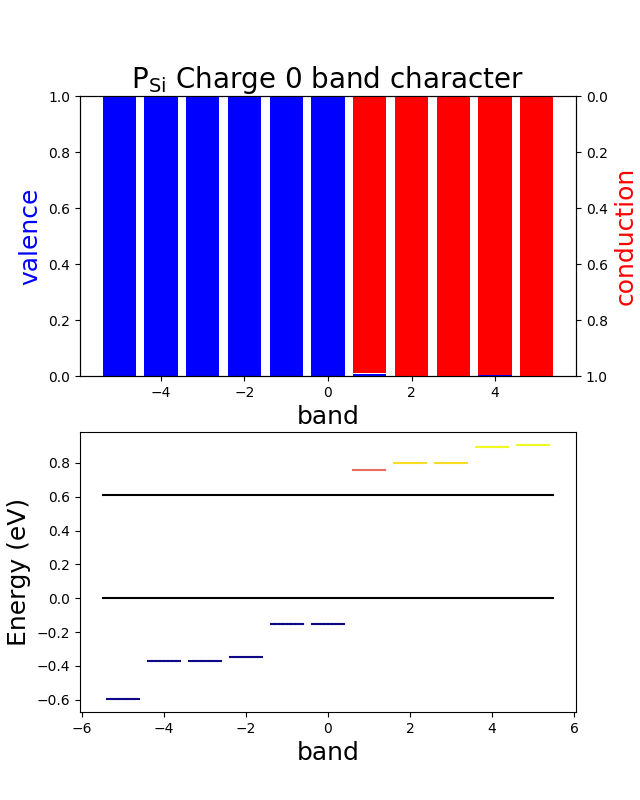 P_Si Charge 0 band character
1.0 0.0
0.8 0.2
0.6 0.4
0.4 0.6
0.2 0.8
0.0 1.0
valence
conduction
−4 −2 0 2 4
band
0.8
0.6
0.4
0.2
0.0
−0.2
−0.4
−0.6
Energy (eV)
−6 −4 −2 0 2 4 6
band